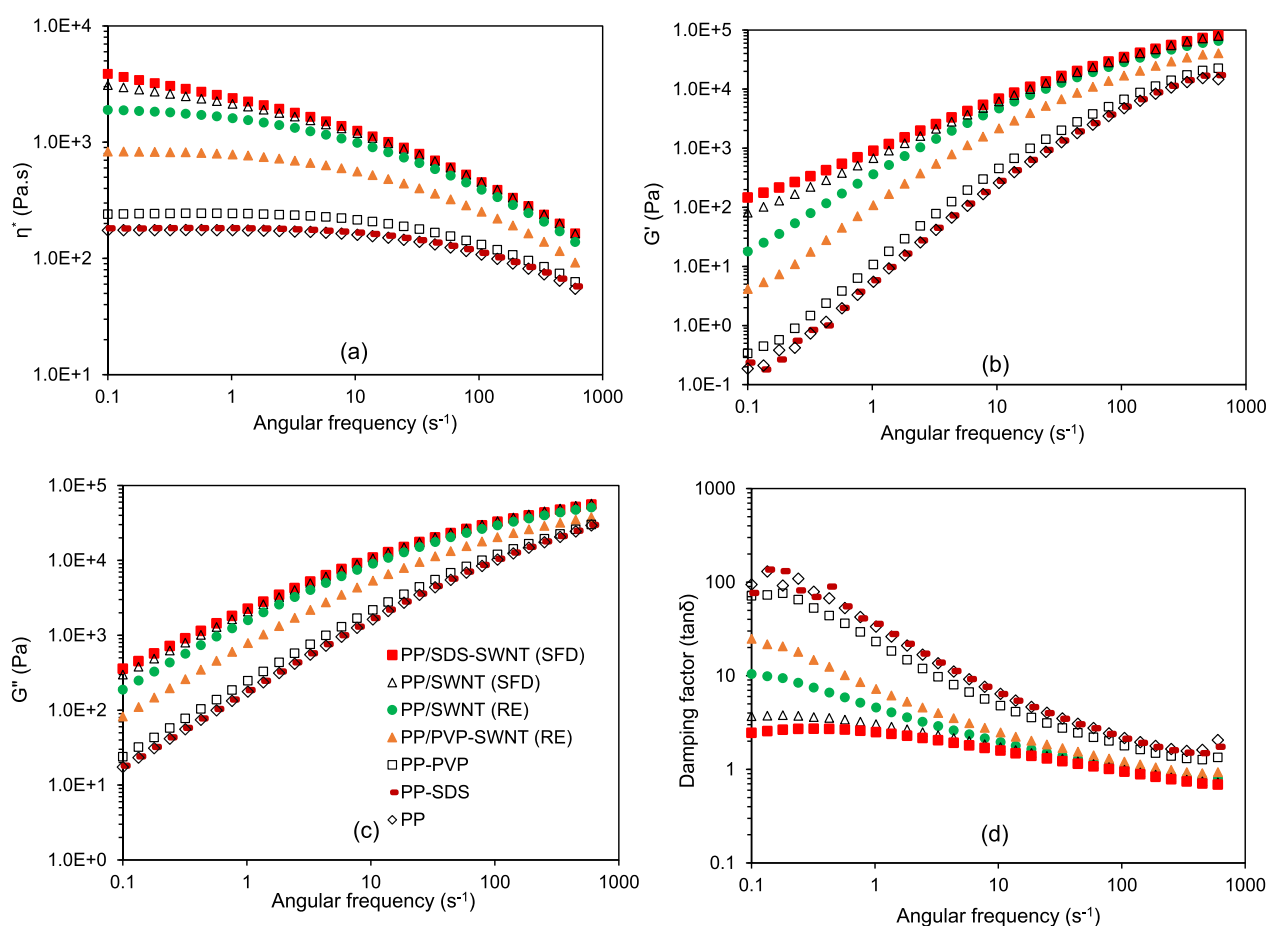 1.0E+4
1.0E+3
1.0E+2
1.0E+1
η* (Pa.s)
(a)
0.1 1 10 100 1000
Angular frequency (s-1)
1.0E+5
1.0E+4
1.0E+3
1.0E+2
1.0E+1
1.0E+0
1.0E-1
G' (Pa)
(b)
0.1 1 10 100 1000
Angular frequency (s-1)
1.0E+5
1.0E+4
1.0E+3
1.0E+2
1.0E+1
1.0E+0
G" (Pa)
PP/SDS-SWNT (SFD)
PP/SWNT (SFD)
PP/SWNT (RE)
PP/PVP-SWNT (RE)
PP-PVP
PP-SDS
PP
(c)
0.1 1 10 100 1000
Angular frequency (s-1)
1000
100
10
1
0.1
Damping factor (tanδ)
(d)
0.1 1 10 100 1000
Angular frequency (s-1)